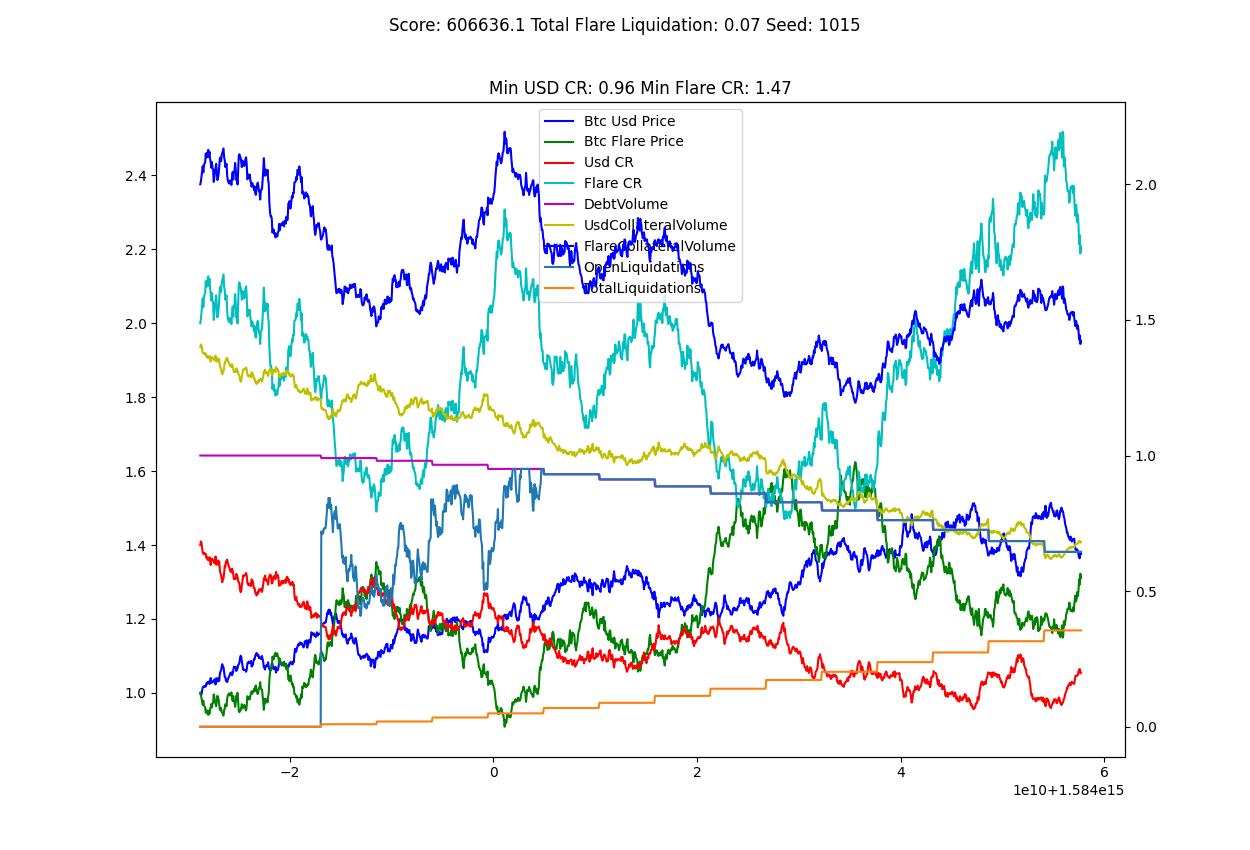 Score: 606636.1 Total Flare Liquidation: 0.07 Seed: 1015
Min USD CR: 0.96 Min Flare CR: 1.47
Btc Usd Price
Btc Flare Price
Usd CR
Flare CR
DebtVolume
UsdCollateralVolume
FlareCollateralVolume
OpenLiquidations
TotalLiquidations
2.4
2.2
2.0
1.8
1.6
1.4
1.2
1.0
2.0
1.5
1.0
0.5
0.0
−2
0
2
4
6
1e10+1.584e15